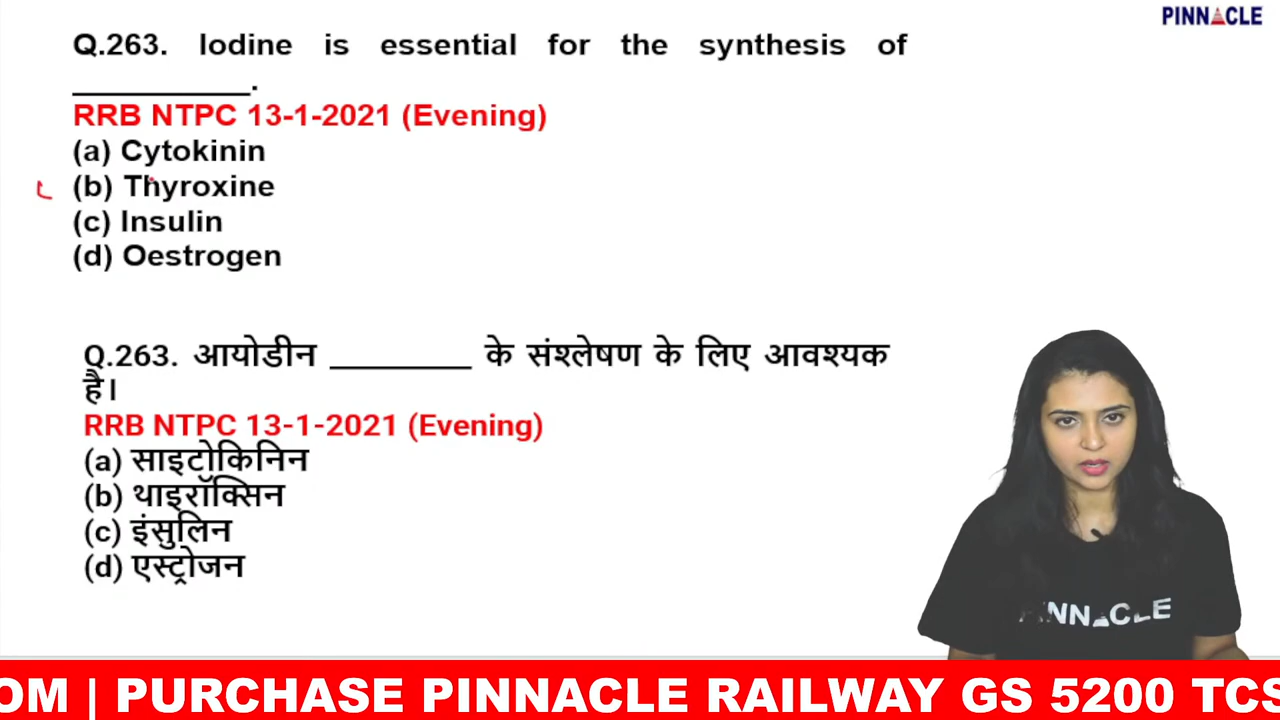 PINNACLE
Q.263. Iodine is essential for the synthesis of
__________.
RRB NTPC 13-1-2021 (Evening)
(a) Cytokinin
(b) Thyroxine
(c) Insulin
(d) Oestrogen
Q.263. आयोडीन ________ के संश्लेषण के लिए आवश्यक
है।
RRB NTPC 13-1-2021 (Evening)
(a) साइटोकिनिन
(b) थाइरॉक्सिन
(c) इंसुलिन
(d) एस्ट्रोजन
PINNACLE
OM | PURCHASE PINNACLE RAILWAY GS 5200 TCS